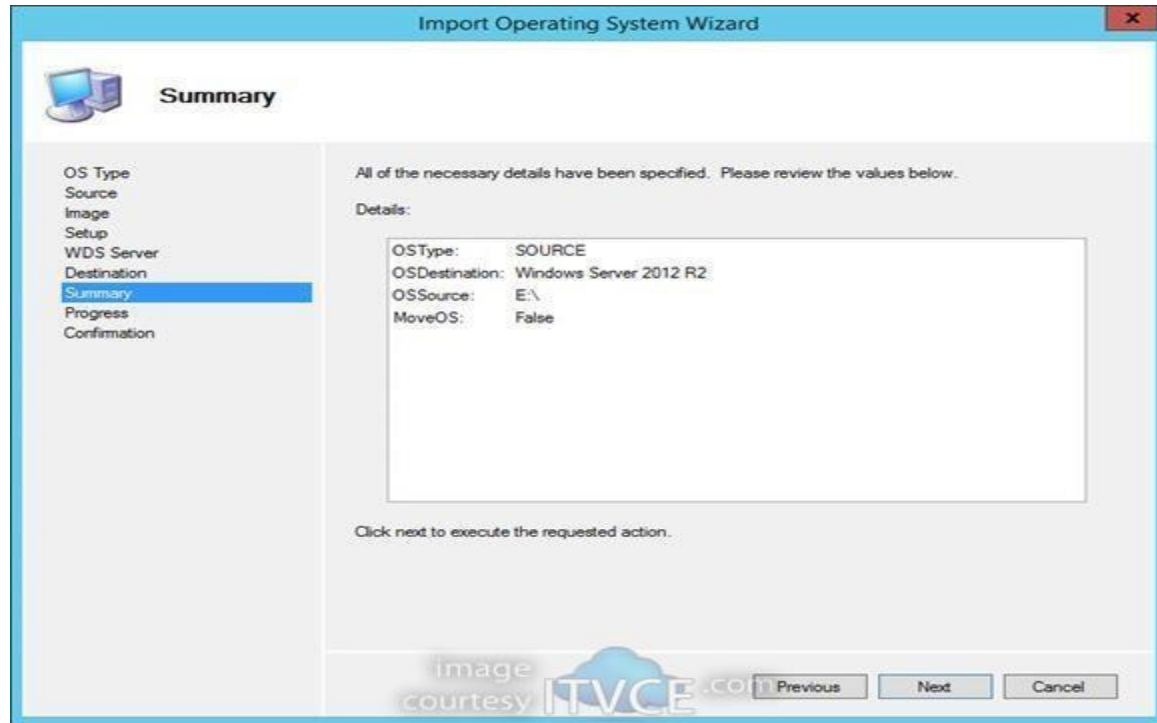 Import Operating System Wizard
x
Summary
OS Type
Source
Image
Setup
WDS Server
Destination
Summary
Progress
Confirmation
All of the necessary details have been specified. Please review the values below.
Details:
OSType: SOURCE
OSDestination: Windows Server 2012 R2
OSSource: E:\
MoveOS: False
Click next to execute the requested action.
image
courtesy ITVCE.com
Previous Next Cancel